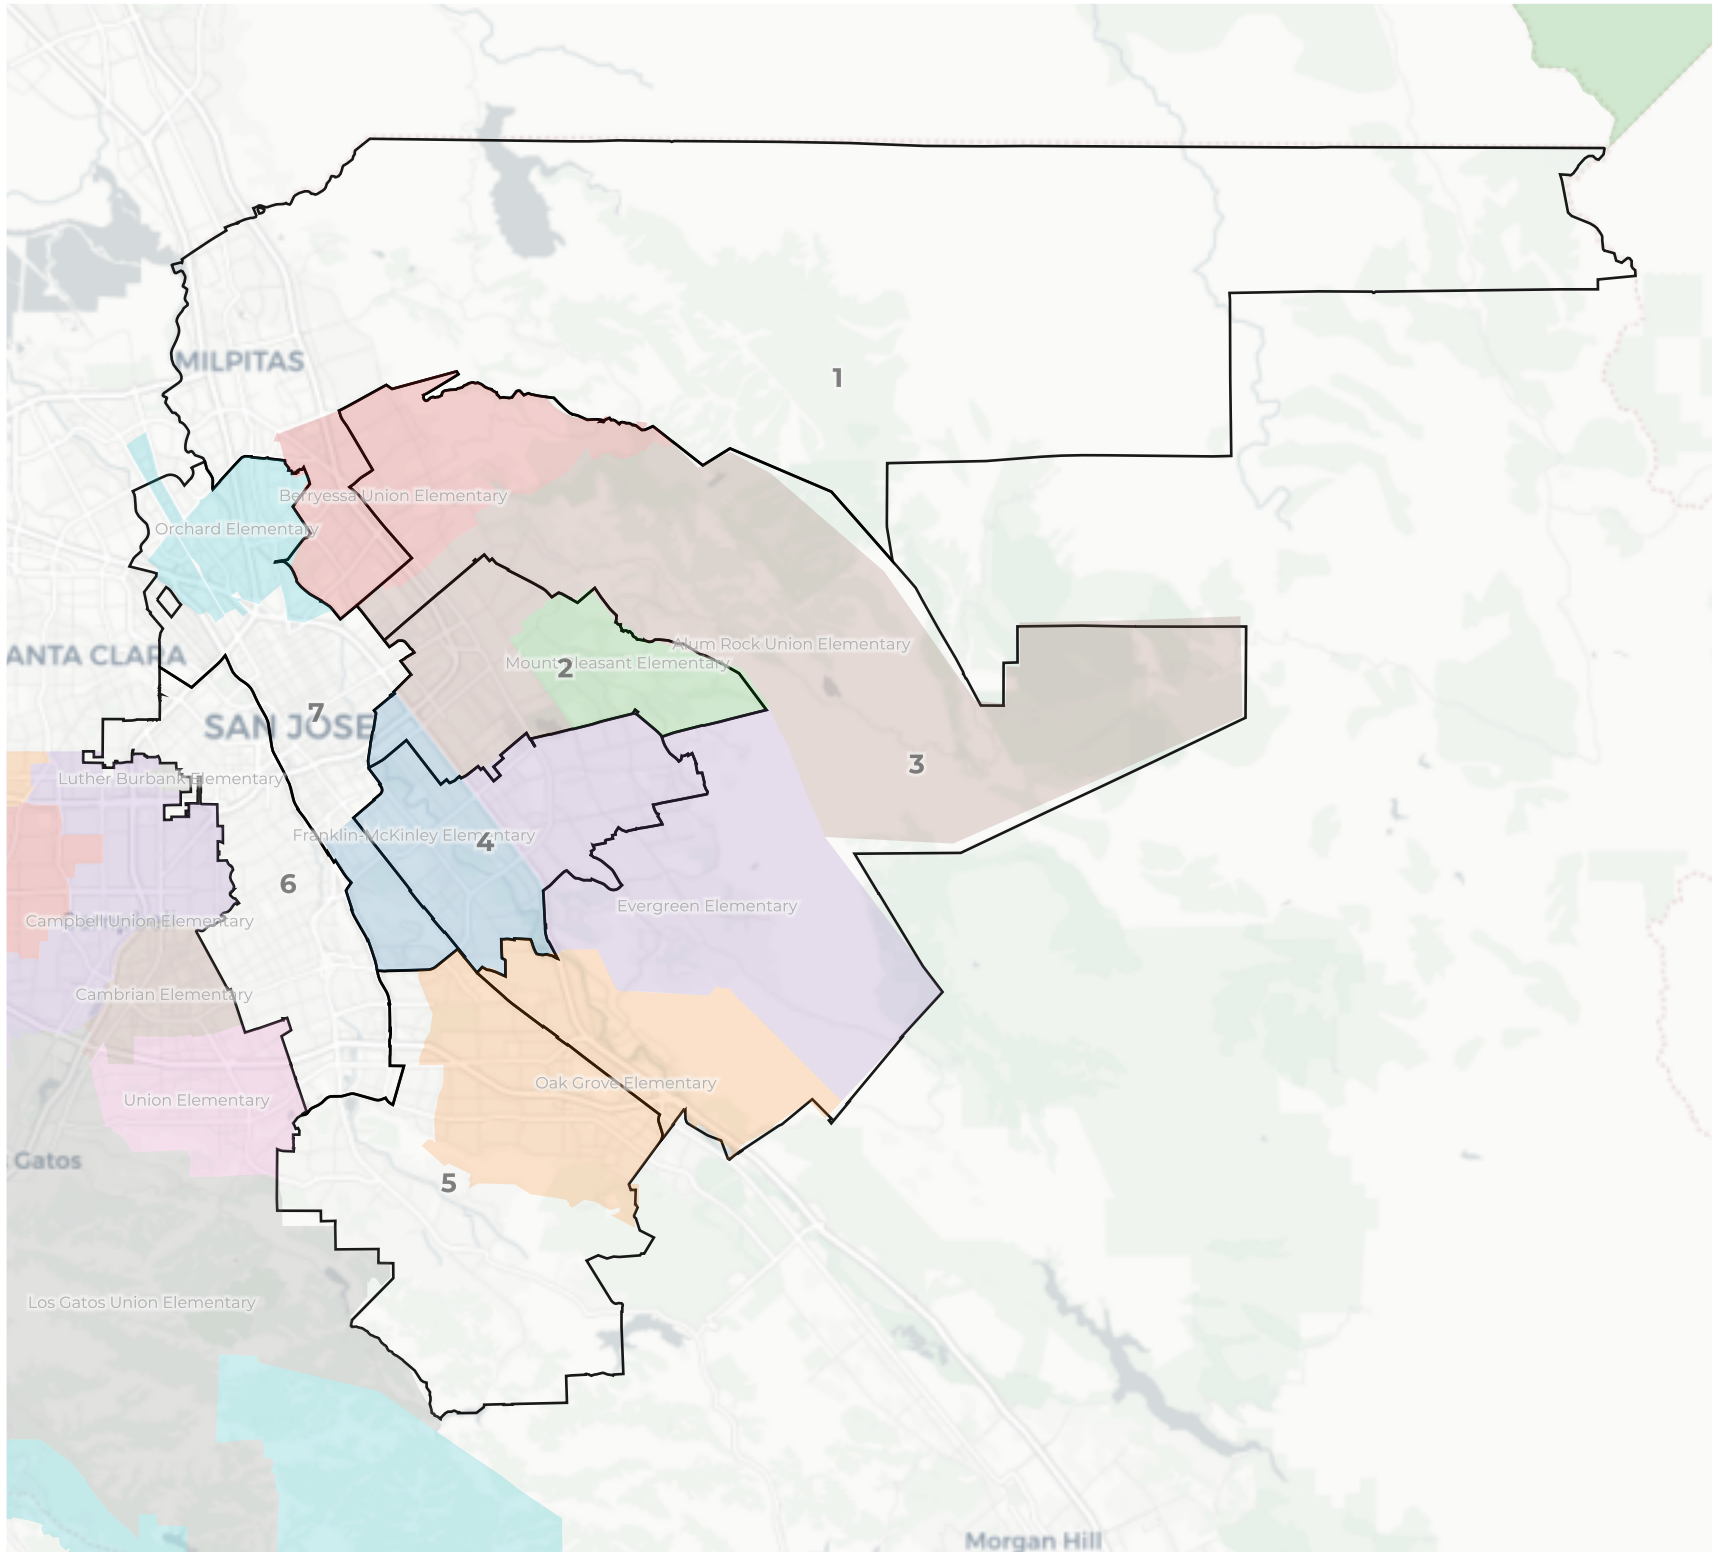 1
MILPITAS
Berryessa Union Elementary
Orchard Elementary
Alum Rock Union Elementary
ANTA CLARA
Mount Pleasant Elementary
2
7
SAN JOSE
3
Luther Burbank Elementary
Franklin-McKinley Elementary
4
6
Evergreen Elementary
Campbell Union Elementary
Cambrian Elementary
Oak Grove Elementary
Union Elementary
Gatos
5
Los Gatos Union Elementary
Morgan Hill